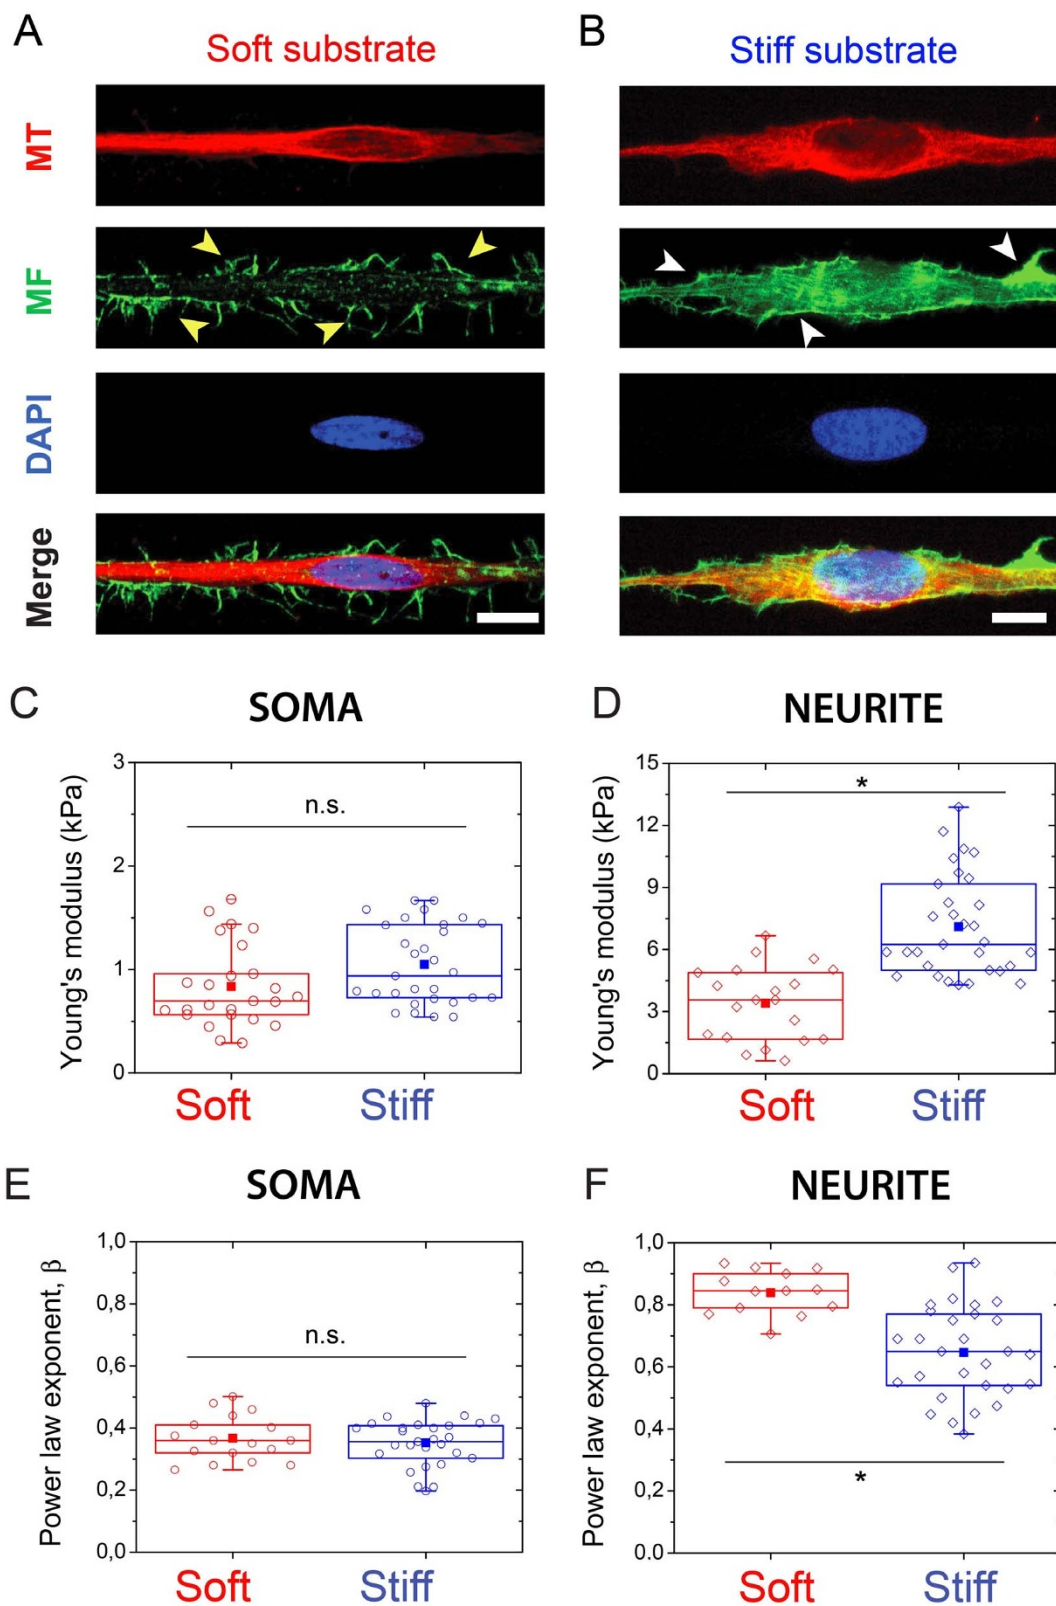 A
Soft substrate
B
Stiff substrate
MT
MF
DAPI
Merge
C
SOMA
Young's modulus (kPa)
3
2
1
0
n.s.
Soft
Stiff
D
NEURITE
Young's modulus (kPa)
15
12
9
6
3
0
*
Soft
Stiff
E
SOMA
Power law exponent, β
1,0
0,8
0,6
0,4
0,2
0,0
n.s.
Soft
Stiff
F
NEURITE
Power law exponent, β
1,0
0,8
0,6
0,4
0,2
0.0
*
Soft
Stiff